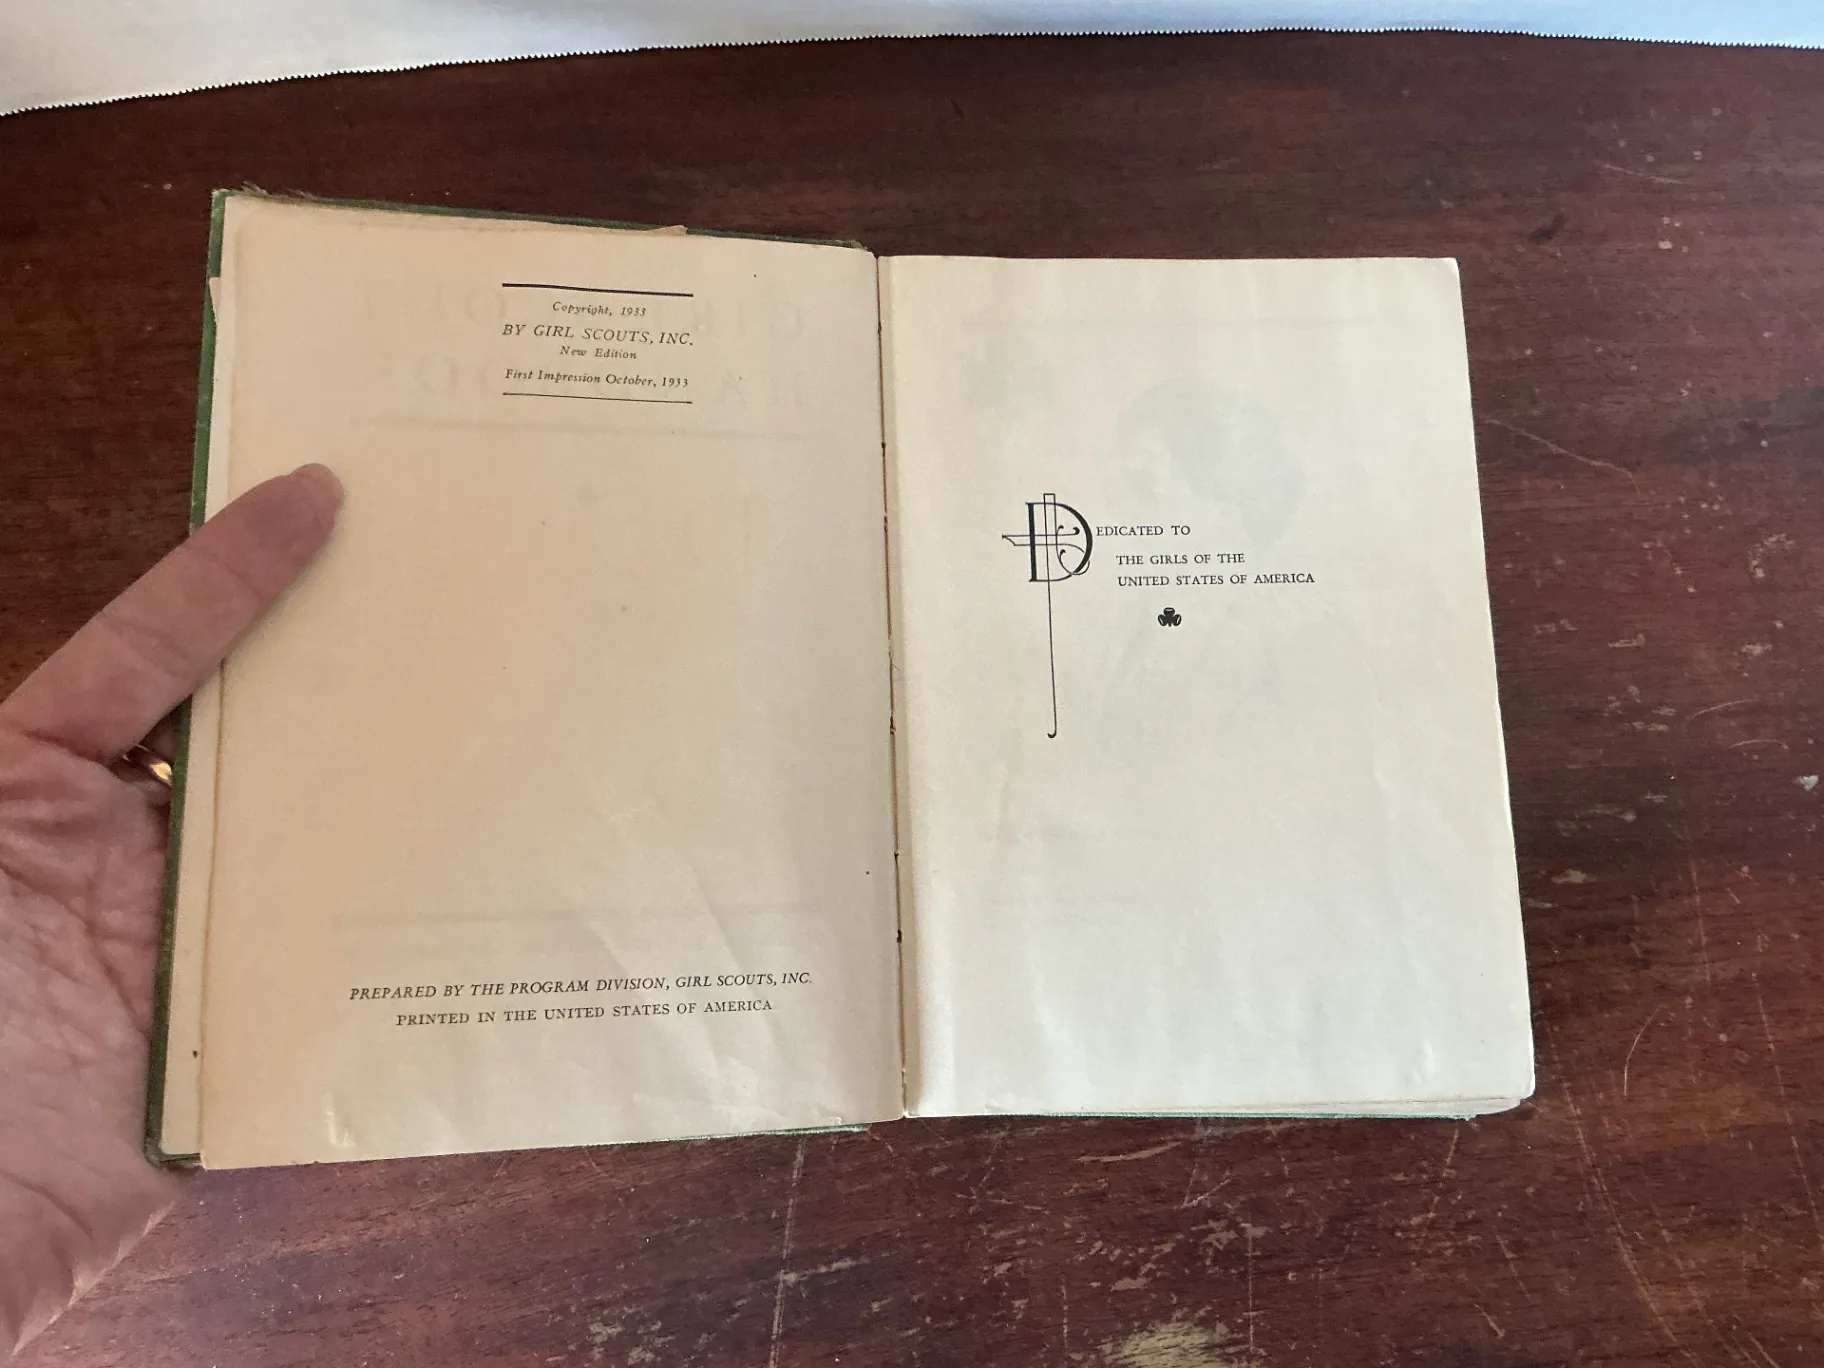 Copyright, 1933
BY GIRL SCOUTS, INC.
New Edition
First Impression October, 1933
PREPARED BY THE PROGRAM DIVISION, GIRL SCOUTS, INC.
PRINTED IN THE UNITED STATES OF AMERICA
DEDICATED TO
THE GIRLS OF THE
UNITED STATES OF AMERICA